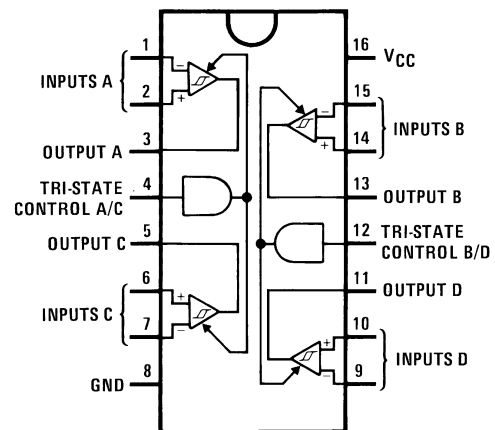 1
INPUTS A
2
3
OUTPUT A
4
TRI-STATE
CONTROL A/C
5
OUTPUT C
6
INPUTS C
7
8
GND
16
VCC
15
INPUTS B
14
13
OUTPUT B
12
TRI-STATE
CONTROL B/D
11
OUTPUT D
10
INPUTS D
9
−
+
+
−
−
+
+
−